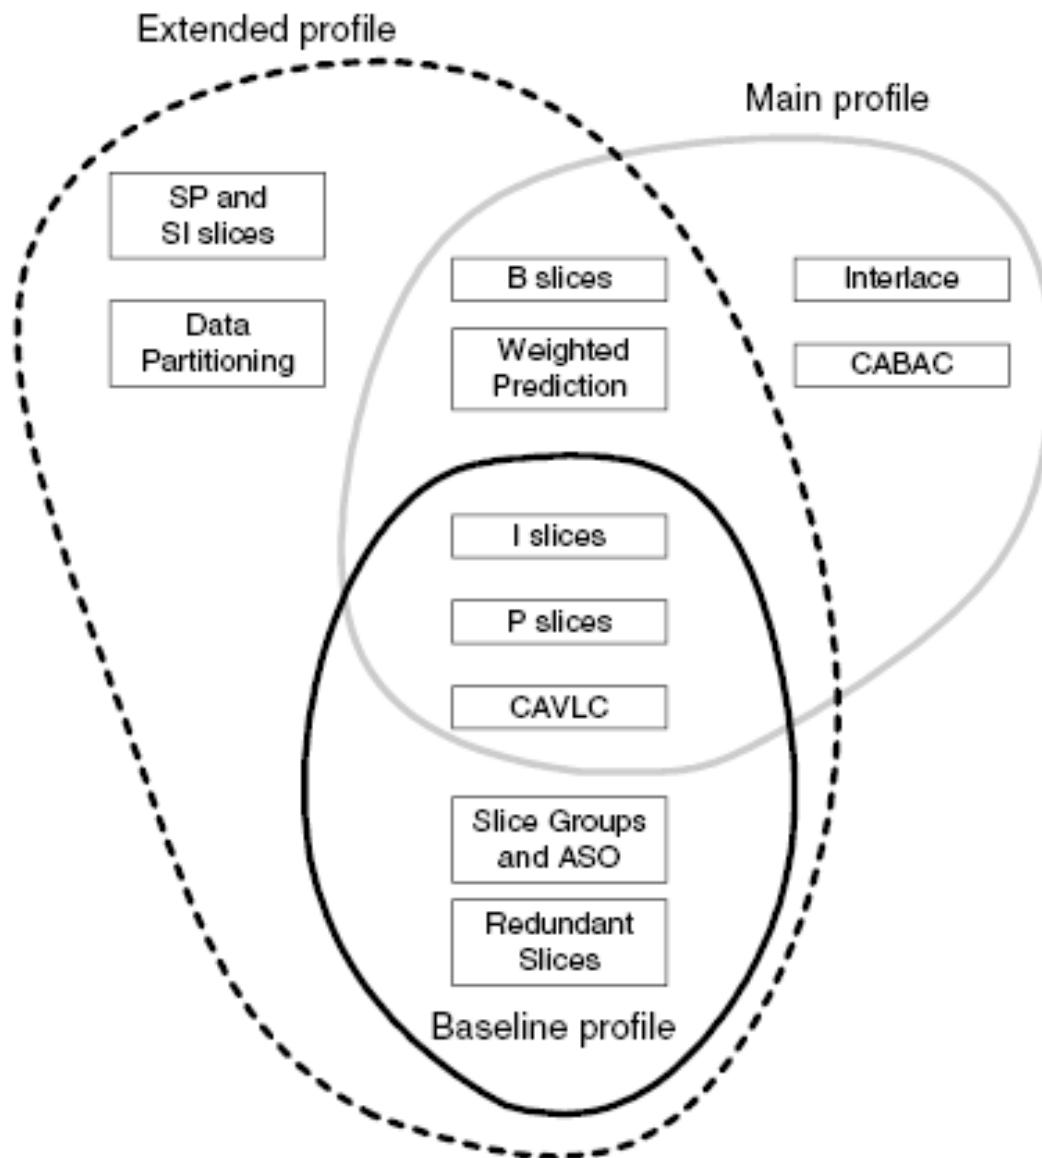 Extended profile
Main profile
SP and
SI slices
B slices
Interlace
Data
Partitioning
Weighted
Prediction
CABAC
I slices
P slices
CAVLC
Slice Groups
and ASO
Redundant
Slices
Baseline profile